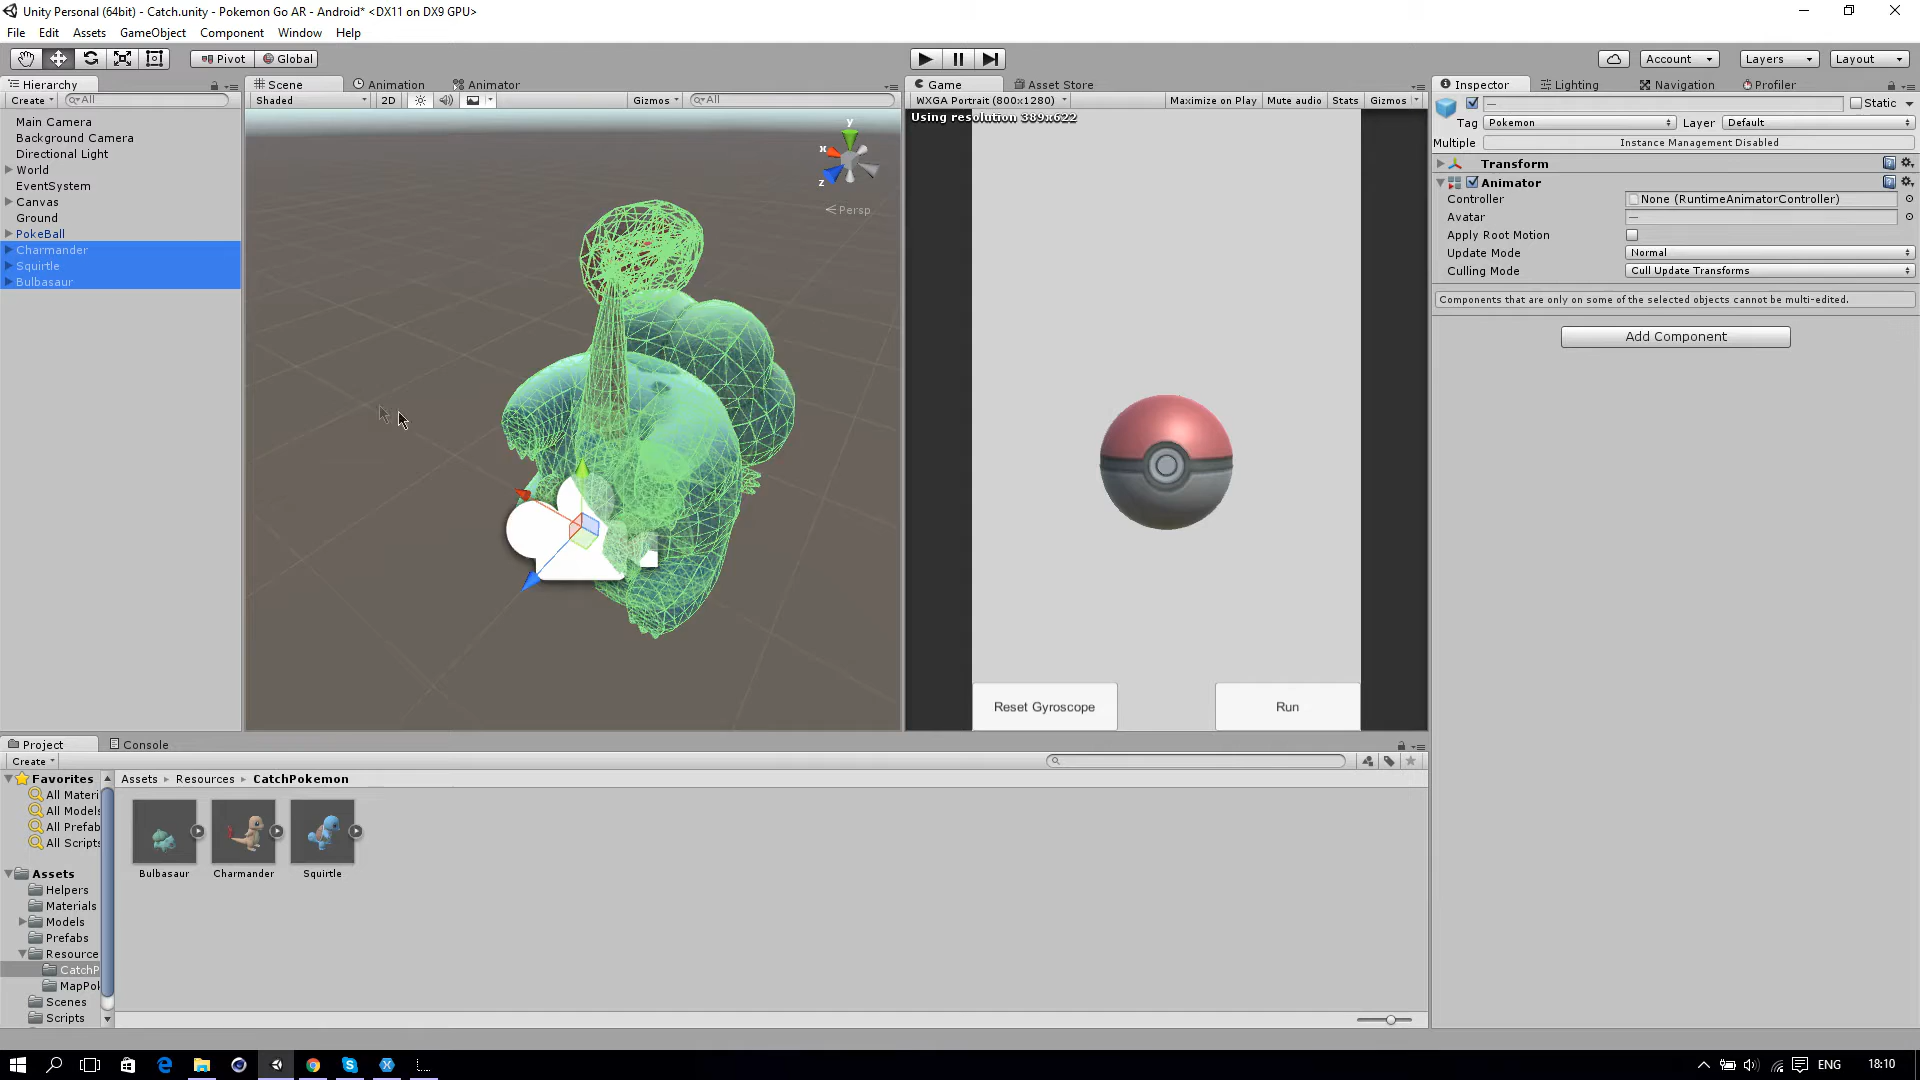 Unity Personal (64bit) - Catch.unity - Pokemon Go AR - Android* <DX11 on DX9 GPU>
File Edit Assets GameObject Component Window Help
Pivot Global Account Layers Layout
Hierarchy Scene Animation Animator Game Asset Store Inspector Lighting Navigation Profiler
Create All Shaded 2D Gizmos All WXGA Portrait (800x1280) Maximize on Play Mute audio Stats Gizmos — Static
Using resolution 389x622
Main Camera
Background Camera
Directional Light
World
EventSystem
Canvas
Ground
PokeBall
Charmander
Squirtle
Bulbasaur
y
x
z
Persp
Reset Gyroscope Run
Tag Pokemon Layer Default
Multiple Instance Management Disabled
Transform
Animator
Controller None (RuntimeAnimatorController)
Avatar —
Apply Root Motion
Update Mode Normal
Culling Mode Cull Update Transforms
Components that are only on some of the selected objects cannot be multi-edited.
Add Component
Project Console
Create
Favorites
All Materi
All Models
All Prefab
All Scripts
Assets
Helpers
Materials
Models
Prefabs
Resource
CatchP
MapPok
Scenes
Scripts
Assets Resources CatchPokemon
Bulbasaur Charmander Squirtle
ENG 18:10